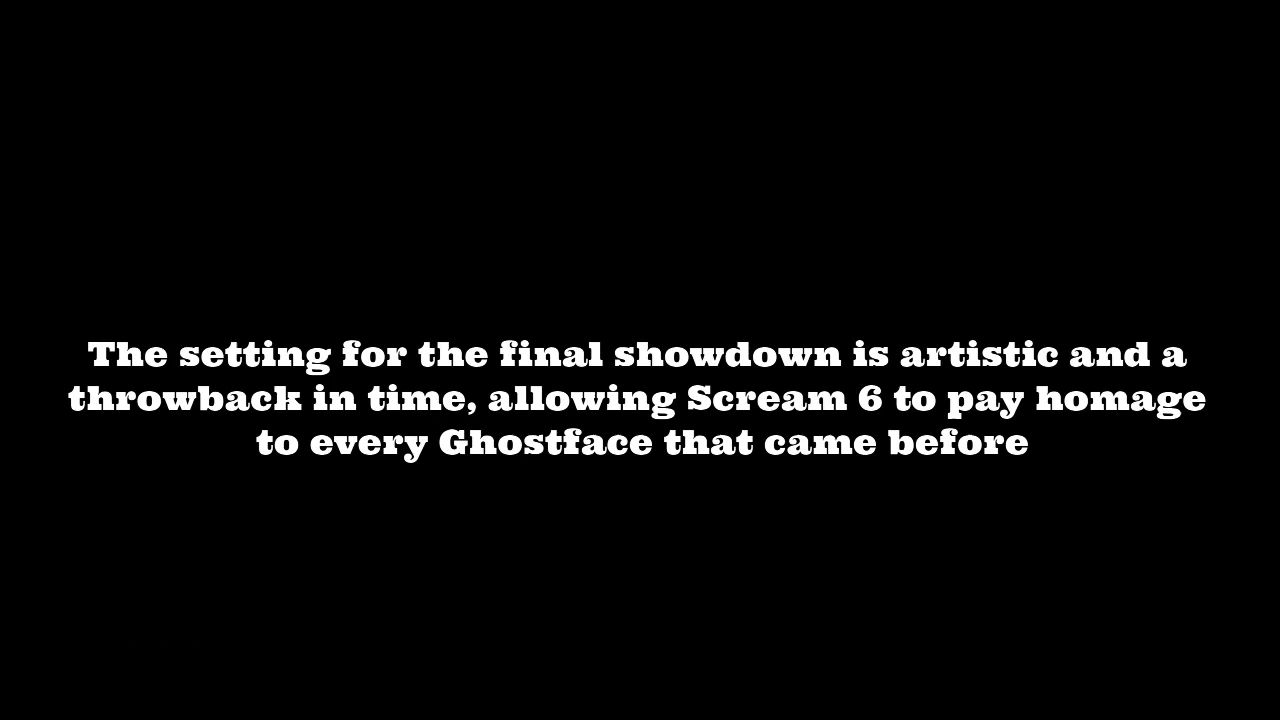 The setting for the final showdown is artistic and a
throwback in time, allowing Scream 6 to pay homage
to every Ghostface that came before